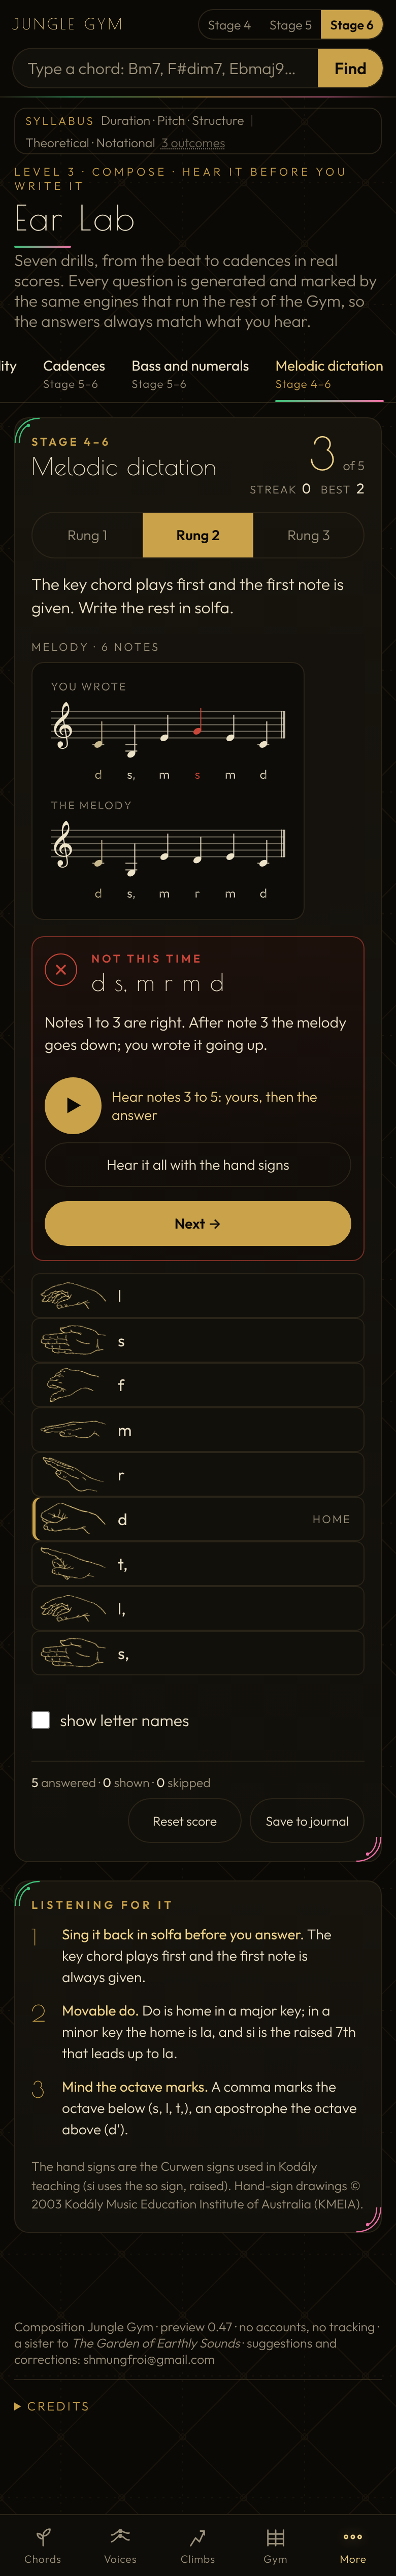 JUNGLE GYM
Stage 4 Stage 5 Stage 6
Type a chord: Bm7, F#dim7, Ebmaj9... Find
SYLLABUS Duration · Pitch · Structure |
Theoretical · Notational 3 outcomes
LEVEL 3 · COMPOSE · HEAR IT BEFORE YOU
WRITE IT
Ear Lab
Seven drills, from the beat to cadences in real
scores. Every question is generated and marked by
the same engines that run the rest of the Gym, so
the answers always match what you hear.
ity Cadences Bass and numerals Melodic dictation
Stage 5–6 Stage 5–6 Stage 4–6
STAGE 4–6
Melodic dictation
3 of 5
STREAK 0 BEST 2
Rung 1 Rung 2 Rung 3
The key chord plays first and the first note is
given. Write the rest in solfa.
MELODY · 6 NOTES
YOU WROTE
d s, m s m d
THE MELODY
d s, m r m d
NOT THIS TIME
d s, m r m d
Notes 1 to 3 are right. After note 3 the melody
goes down; you wrote it going up.
Hear notes 3 to 5: yours, then the
answer
Hear it all with the hand signs
Next →
l
s
f
m
r
d HOME
t,
l,
s,
show letter names
5 answered · 0 shown · 0 skipped
Reset score Save to journal
LISTENING FOR IT
1 Sing it back in solfa before you answer. The
key chord plays first and the first note is
always given.
2 Movable do. Do is home in a major key; in a
minor key the home is la, and si is the raised 7th
that leads up to la.
3 Mind the octave marks. A comma marks the
octave below (s, l, t,), an apostrophe the octave
above (d').
The hand signs are the Curwen signs used in Kodály
teaching (si uses the so sign, raised). Hand-sign drawings ©
2003 Kodály Music Education Institute of Australia (KMEIA).
Composition Jungle Gym · preview 0.47 · no accounts, no tracking ·
a sister to The Garden of Earthly Sounds · suggestions and
corrections: shmungfroi@gmail.com
CREDITS
Chords Voices Climbs Gym More